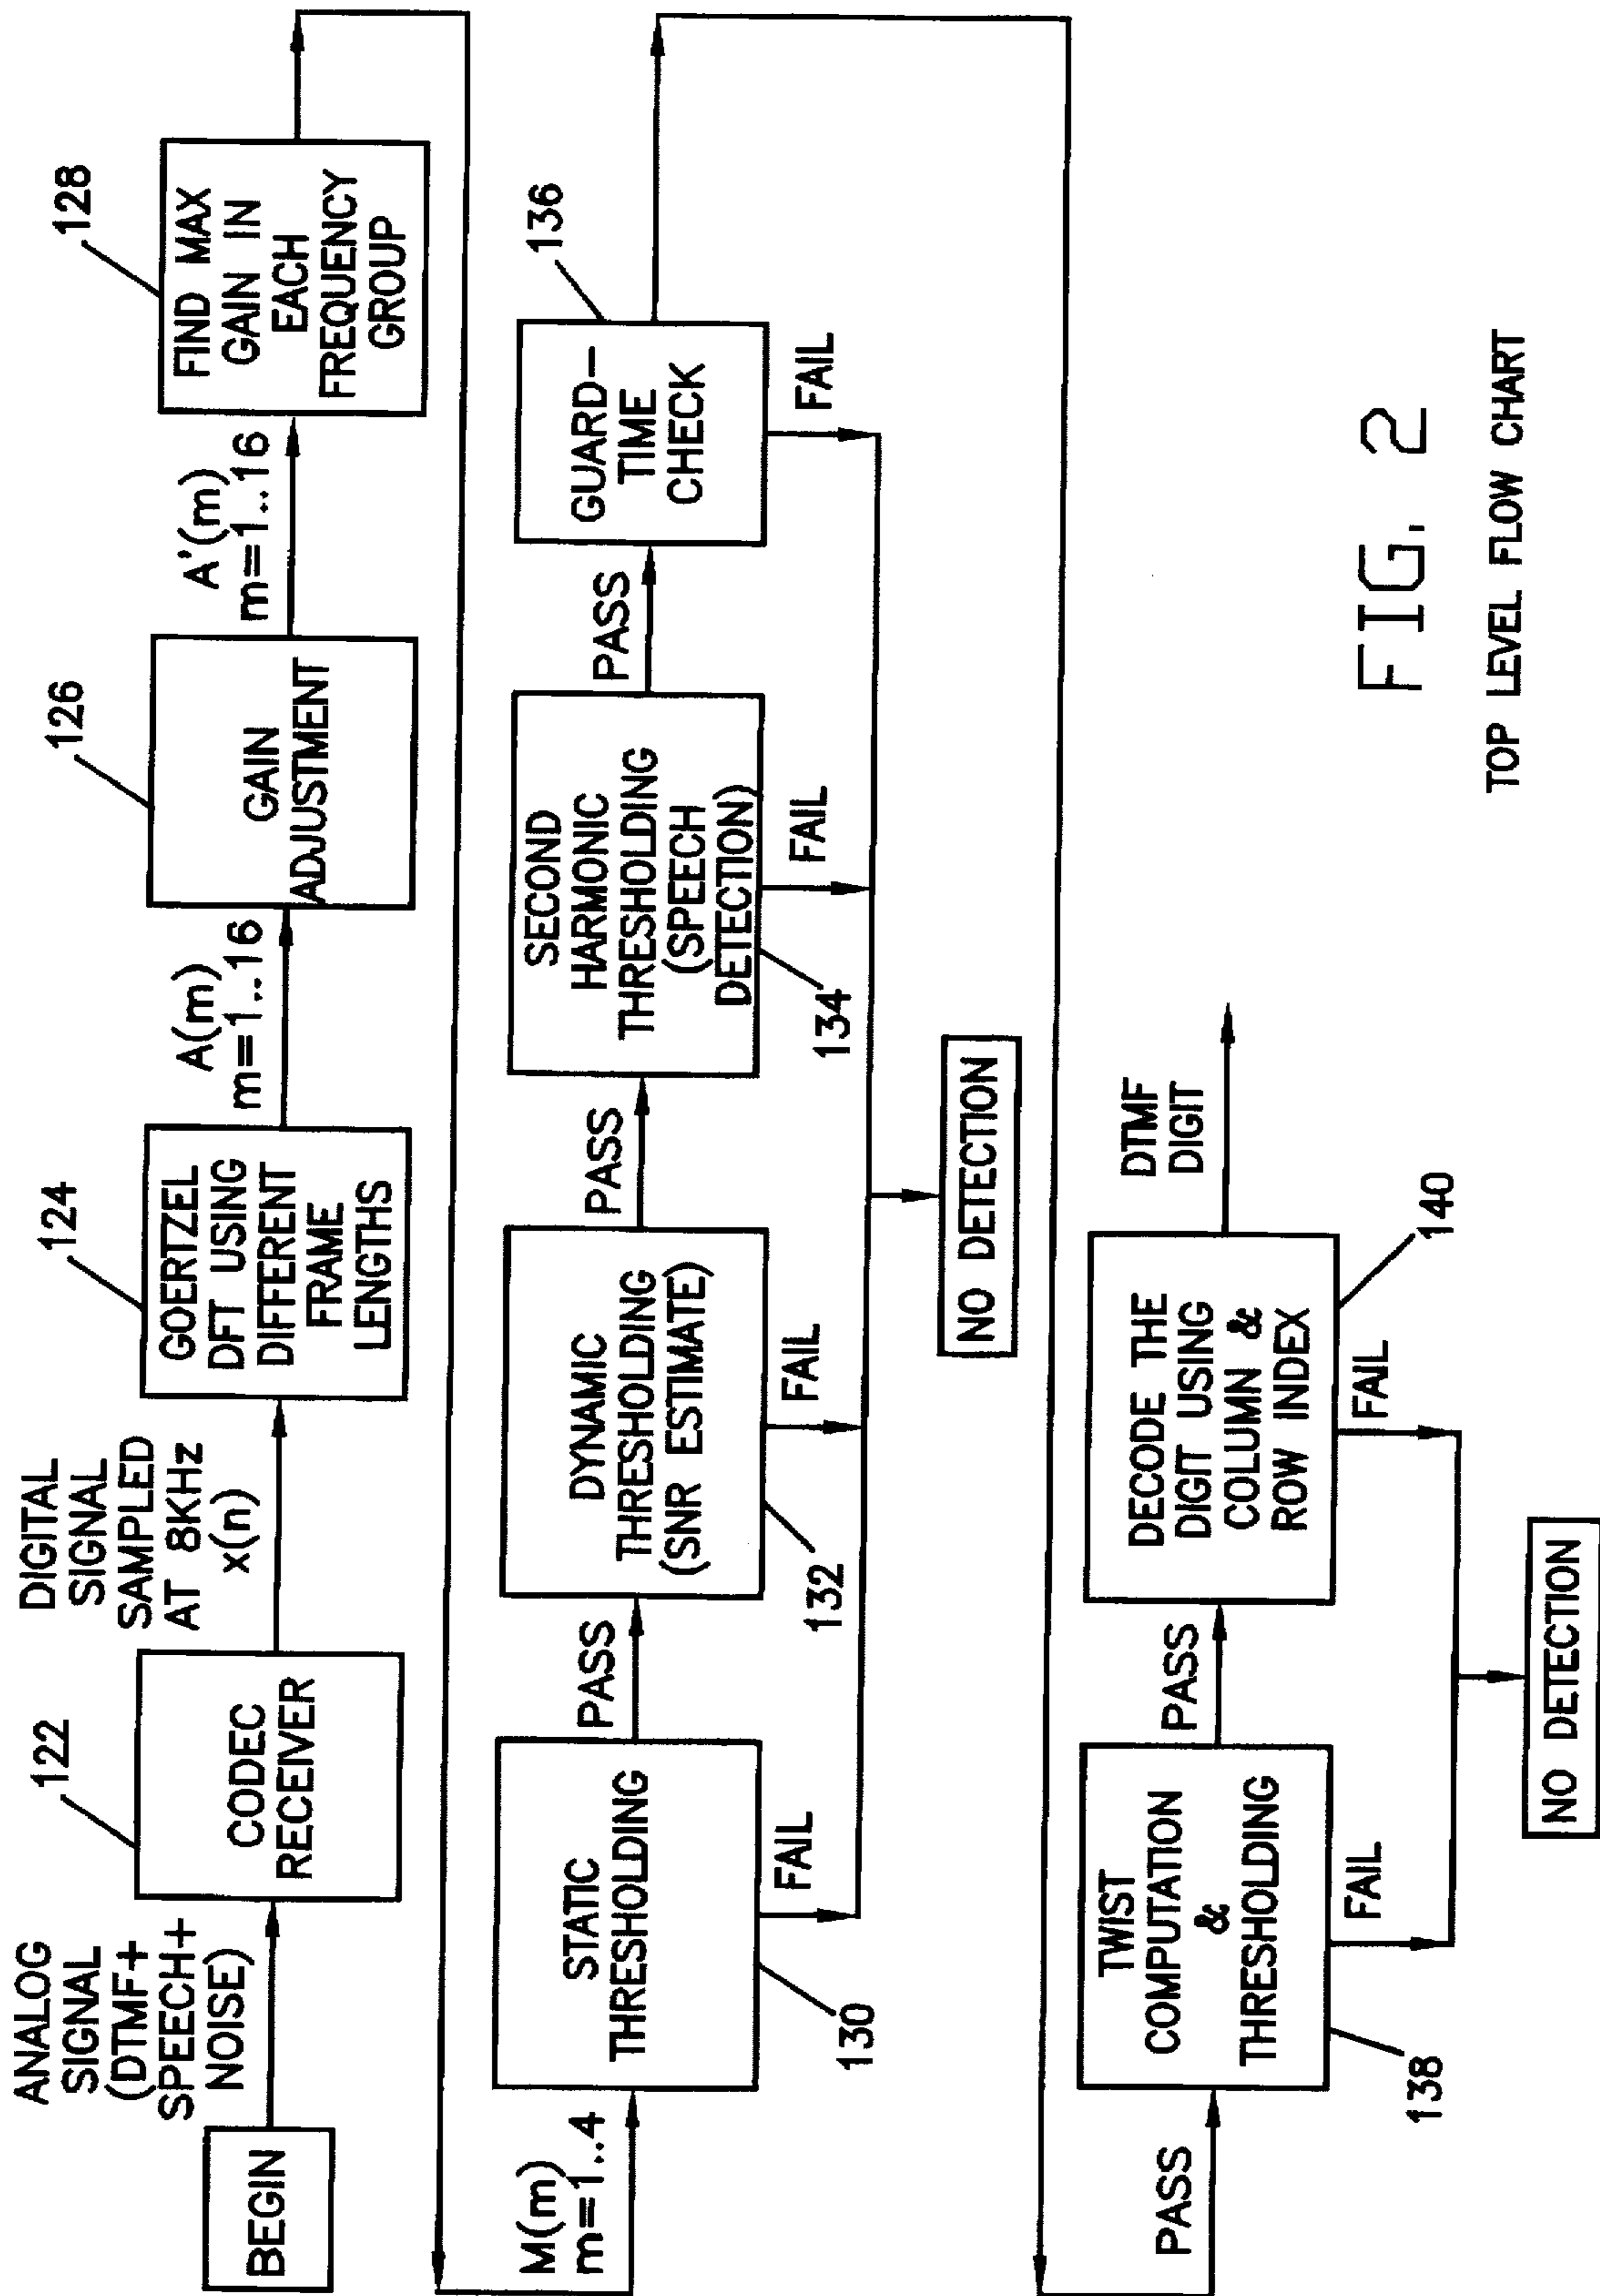 BEGIN
ANALOG
SIGNAL
(DTMF+
SPEECH+
NOISE)
122
CODEC
RECEIVER
DIGITAL
SIGNAL
SAMPLED
AT 8KHz
x(n)
124
GOERTZEL
DFT USING
DIFFERENT
FRAME
LENGTHS
A(m)
m=1..16
126
GAIN
ADJUSTMENT
A'(m)
m=1..16
128
FIND MAX
GAIN IN
EACH
FREQUENCY
GROUP
M(m)
m=1..4
STATIC
THRESHOLDING
130
PASS
FAIL
DYNAMIC
THRESHOLDING
(SNR ESTIMATE)
132
PASS
FAIL
SECOND
HARMONIC
THRESHOLDING
(SPEECH
DETECTION)
134
PASS
FAIL
136
GUARD-
TIME
CHECK
FAIL
NO DETECTION
PASS
TWIST
COMPUTATION
&
THRESHOLDING
138
PASS
FAIL
DECODE THE
DIGIT USING
COLUMN &
ROW INDEX
140
FAIL
DTMF
DIGIT
NO DETECTION
FIG. 2
TOP LEVEL FLOW CHART